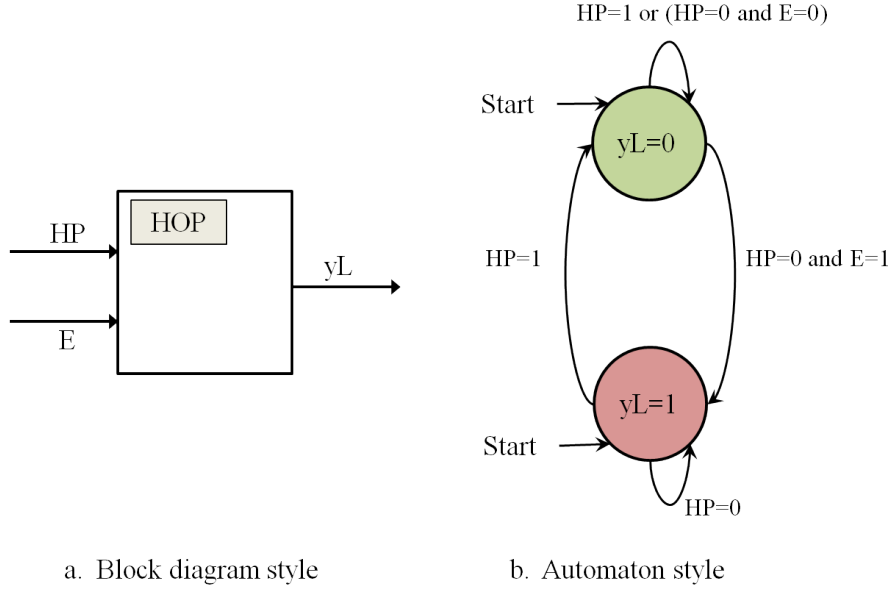 HP=1 or (HP=0 and E=0)
Start
yL=0
HOP
HP
yL
E
HP=1
HP=0 and E=1
yL=1
Start
HP=0
a. Block diagram style
b. Automaton style